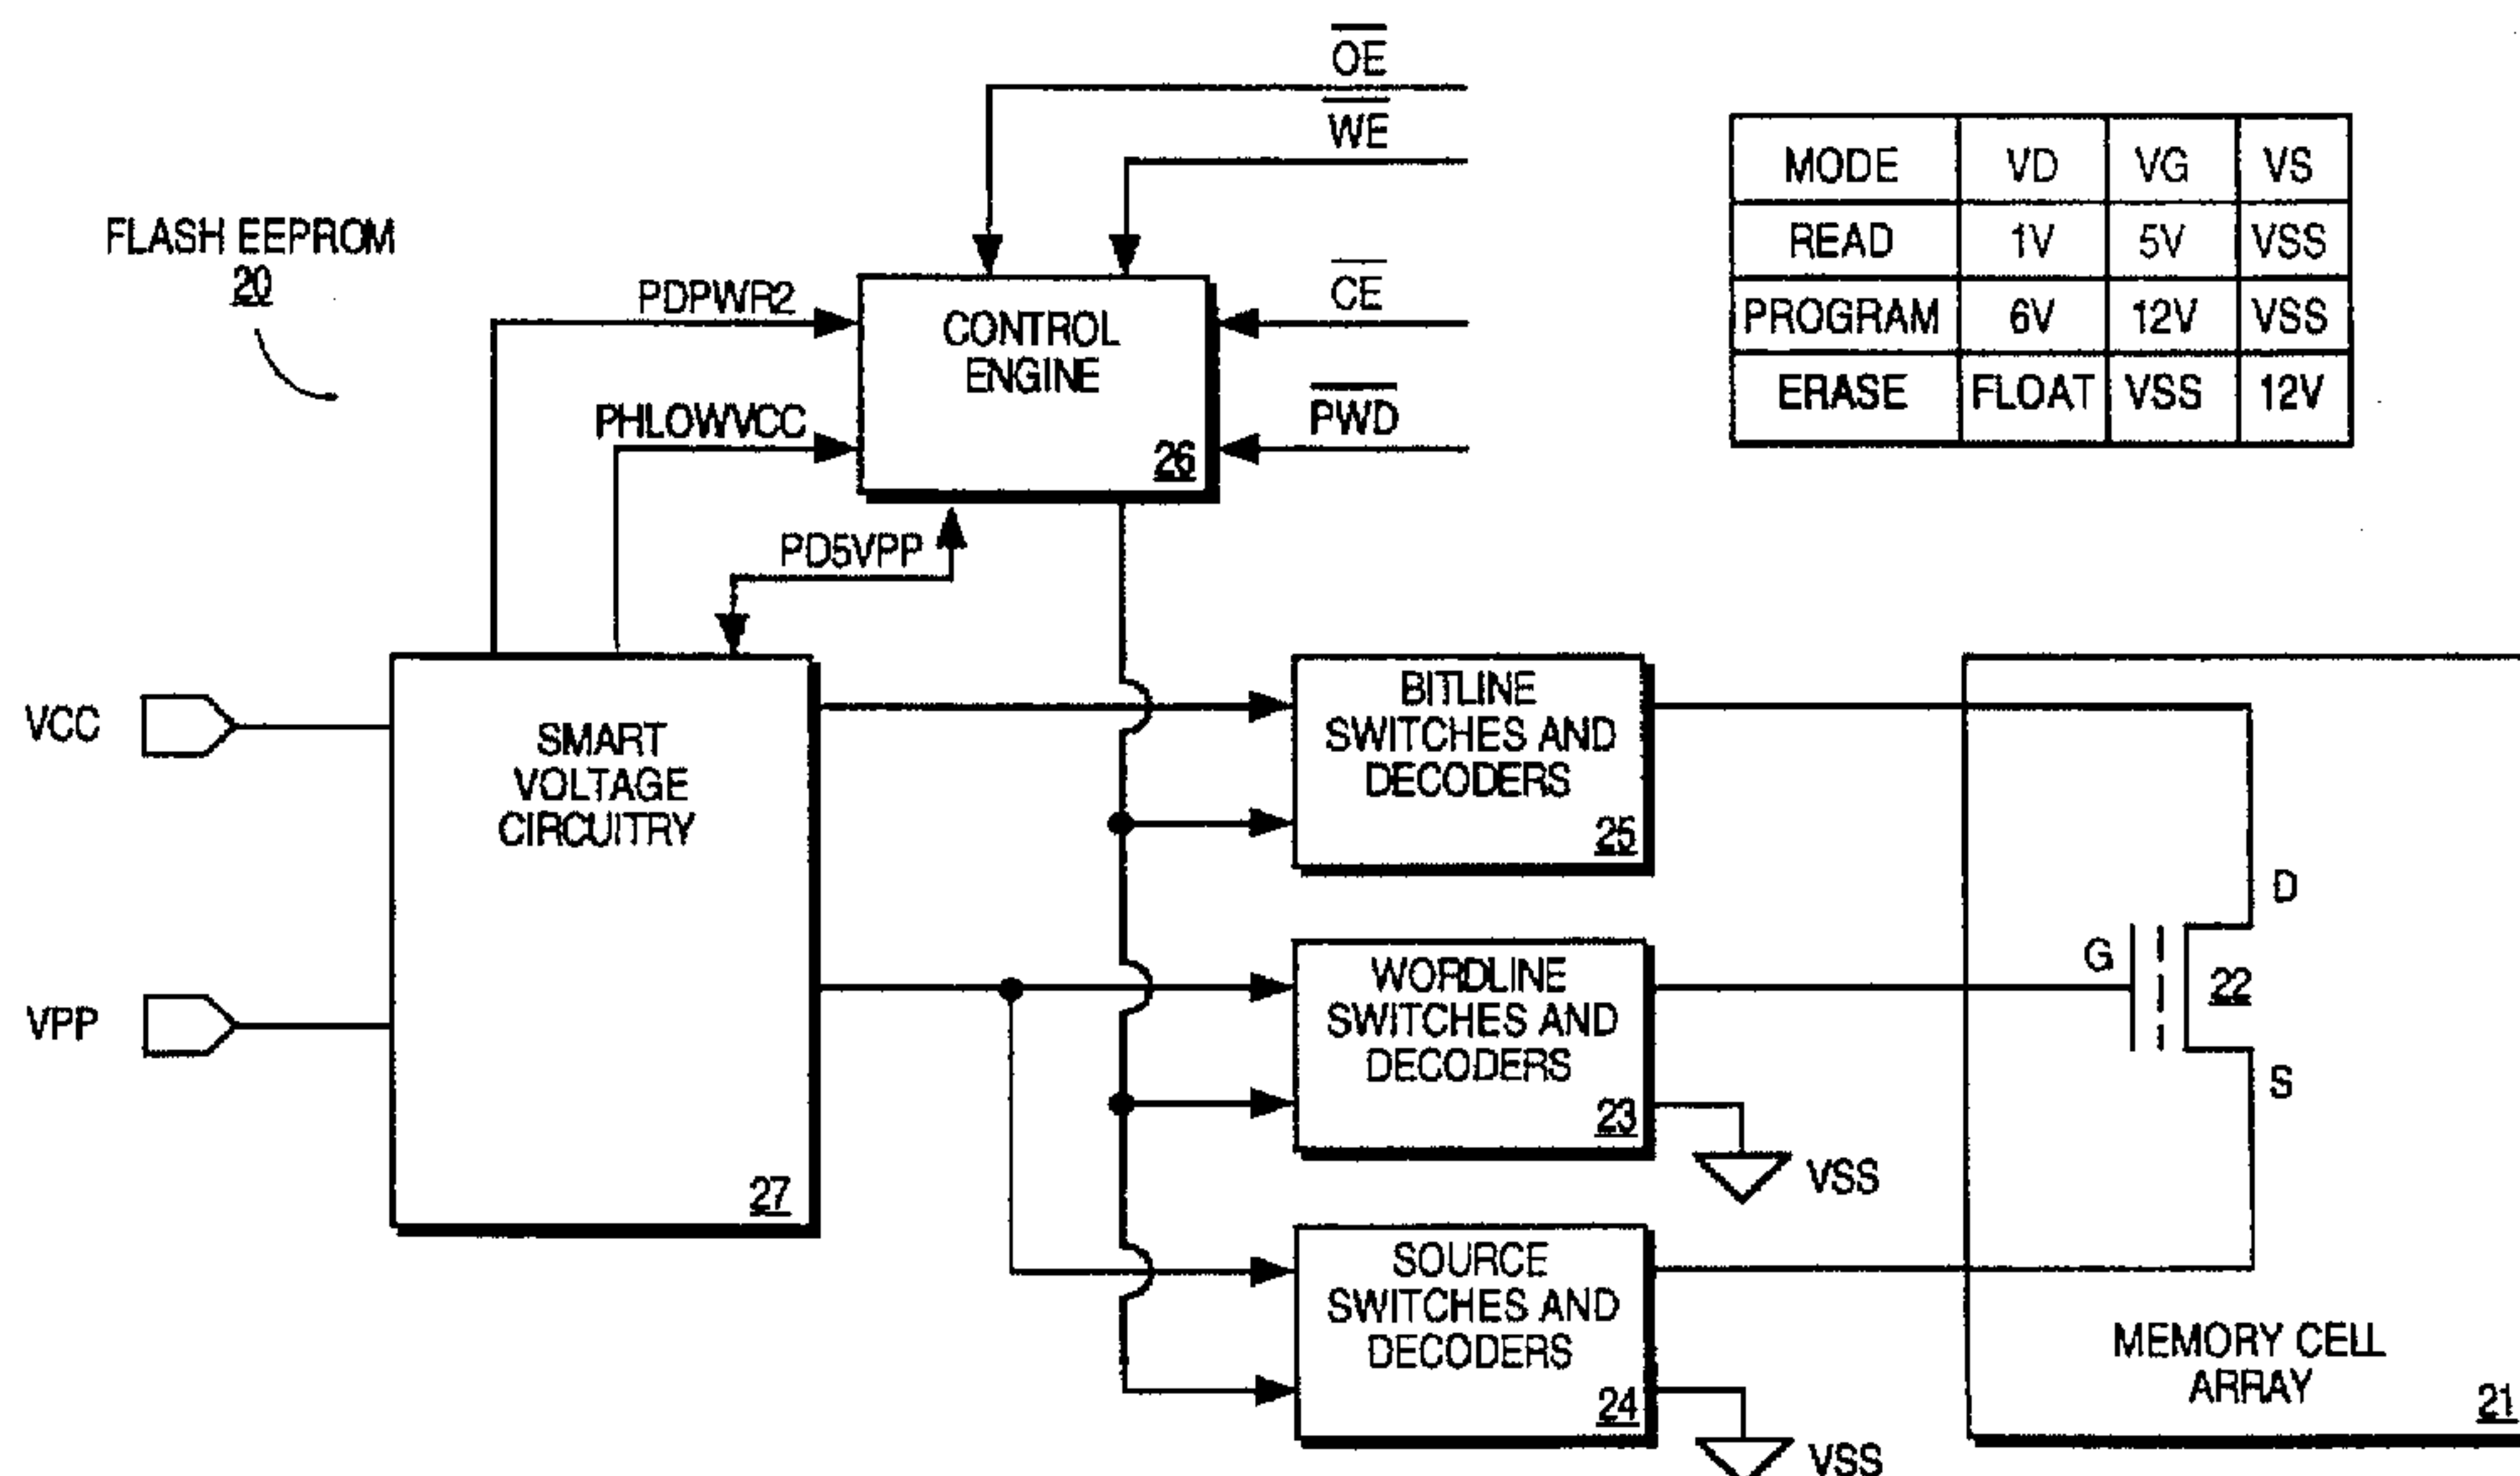 OE
WE
FLASH EEPROM
20
PDPWR2
PHLOWVCC
CONTROL
ENGINE
26
CE
PWD
PD5VPP
MODE VD VG VS
READ 1V 5V VSS
PROGRAM 6V 12V VSS
ERASE FLOAT VSS 12V
VCC
VPP
SMART
VOLTAGE
CIRCUITRY
27
BITLINE
SWITCHES AND
DECODERS
25
WORDLINE
SWITCHES AND
DECODERS
23
VSS
SOURCE
SWITCHES AND
DECODERS
24
VSS
D
G
22
S
MEMORY CELL
ARRAY
21